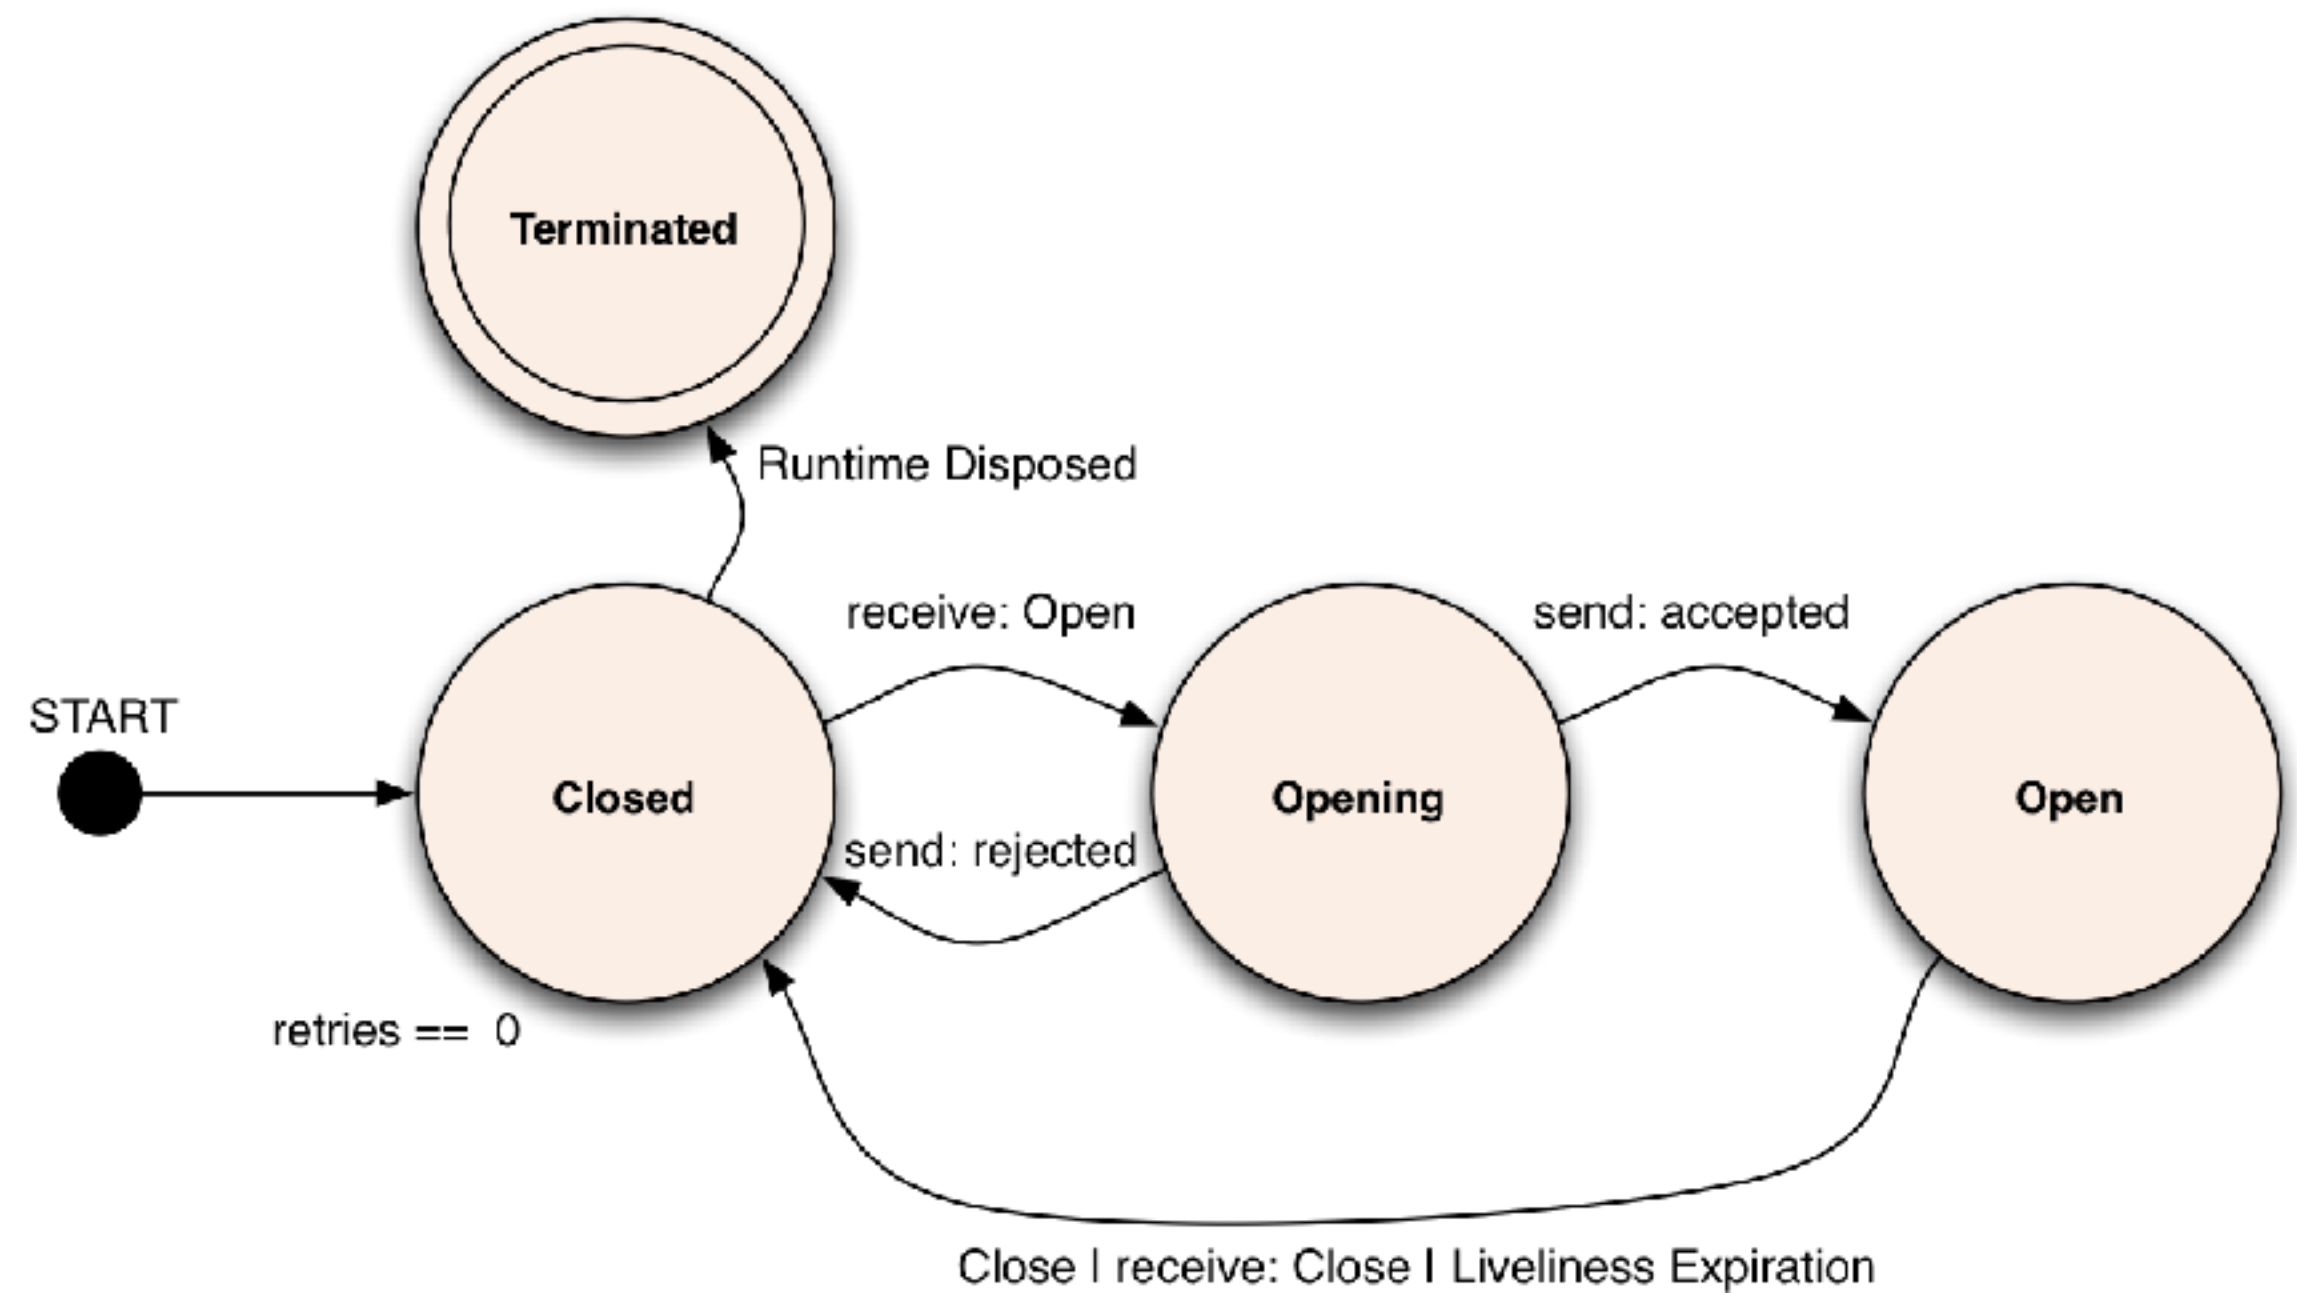 Terminated
Runtime Disposed
receive: Open
send: accepted
START
Closed
Opening
Open
send: rejected
retries == 0
Close | receive: Close | Liveliness Expiration